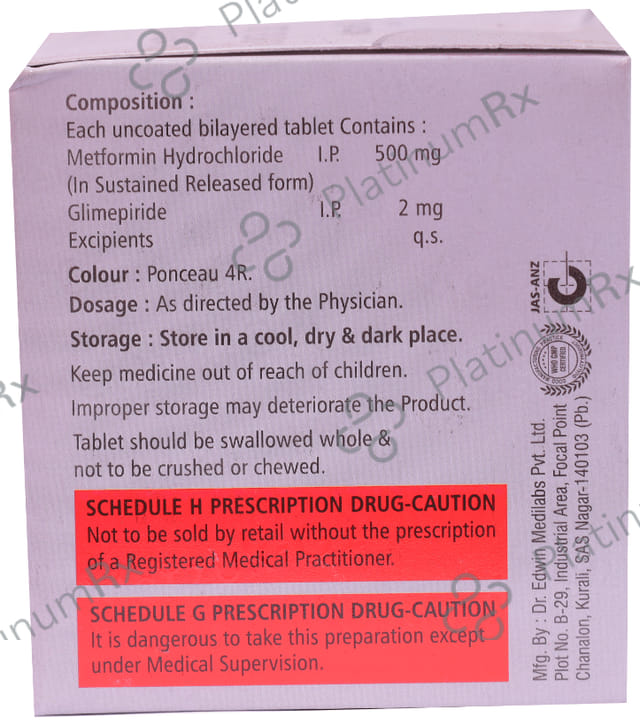 Composition :
Each uncoated bilayered tablet Contains :
Metformin Hydrochloride I.P. 500 mg
(In Sustained Released form)
Glimepiride I.P. 2 mg
Excipients q.s.
Colour : Ponceau 4R.
Dosage : As directed by the Physician.
Storage : Store in a cool, dry & dark place.
Keep medicine out of reach of children.
Improper storage may deteriorate the Product.
Tablet should be swallowed whole &
not to be crushed or chewed.
SCHEDULE H PRESCRIPTION DRUG-CAUTION
Not to be sold by retail without the prescription
of a Registered Medical Practitioner.
SCHEDULE G PRESCRIPTION DRUG-CAUTION
It is dangerous to take this preparation except
under Medical Supervision.
JAS-ANZ
WHO GMP
CERTIFIED
Mfg. By : Dr. Edwin Medilabs Pvt. Ltd.
Plot No. B-29, Industrial Area, Focal Point
Chanalon, Kurali, SAS Nagar-140103 (Pb.)
PlatinumRx
PlatinumRx
PlatinumRx